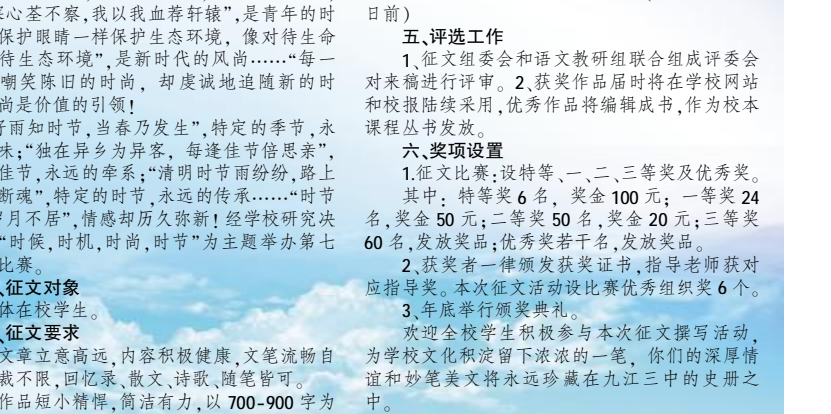 心荃不察,我以我血荐轩辕”,是青年的时
保护眼睛一样保护生态环境，像对待生命
待生态环境”,是新时代的风尚……“每一
嘲笑陈旧的时尚，却虔诚地追随新的时
尚是价值的引领!
好雨知时节,当春乃发生”,特定的季节,永
味;“独在异乡为异客，每逢佳节倍思亲”,
佳节,永远的牵系;“清明时节雨纷纷,路上
断魂”,特定的时节,永远的传承……“时节
岁月不居”,情感却历久弥新! 经学校研究决
“时候,时机,时尚,时节”为主题举办第七
比赛。
、征文对象
体在校学生。
、征文要求
文章立意高远,内容积极健康,文笔流畅自
裁不限,回忆录、散文、诗歌、随笔皆可。
作品短小精悍,简洁有力,以 700-900 字为
日前)
五、评选工作
1、征文组委会和语文教研组联合组成评委会
对来稿进行评审。2、获奖作品届时将在学校网站
和校报陆续采用,优秀作品将编辑成书,作为校本
课程丛书发放。
六、奖项设置
1.征文比赛:设特等、一、二、三等奖及优秀奖。
其中：特等奖 6 名，奖金 100 元；一等奖 24
名,奖金 50 元;二等奖 50 名,奖金 20 元;三等奖
60 名,发放奖品;优秀奖若干名,发放奖品。
2、获奖者一律颁发获奖证书,指导老师获对
应指导奖。本次征文活动设比赛优秀组织奖 6 个。
3、年底举行颁奖典礼。
欢迎全校学生积极参与本次征文撰写活动，
为学校文化积淀留下浓浓的一笔，你们的深厚情
谊和妙笔美文将永远珍藏在九江三中的史册之
中。